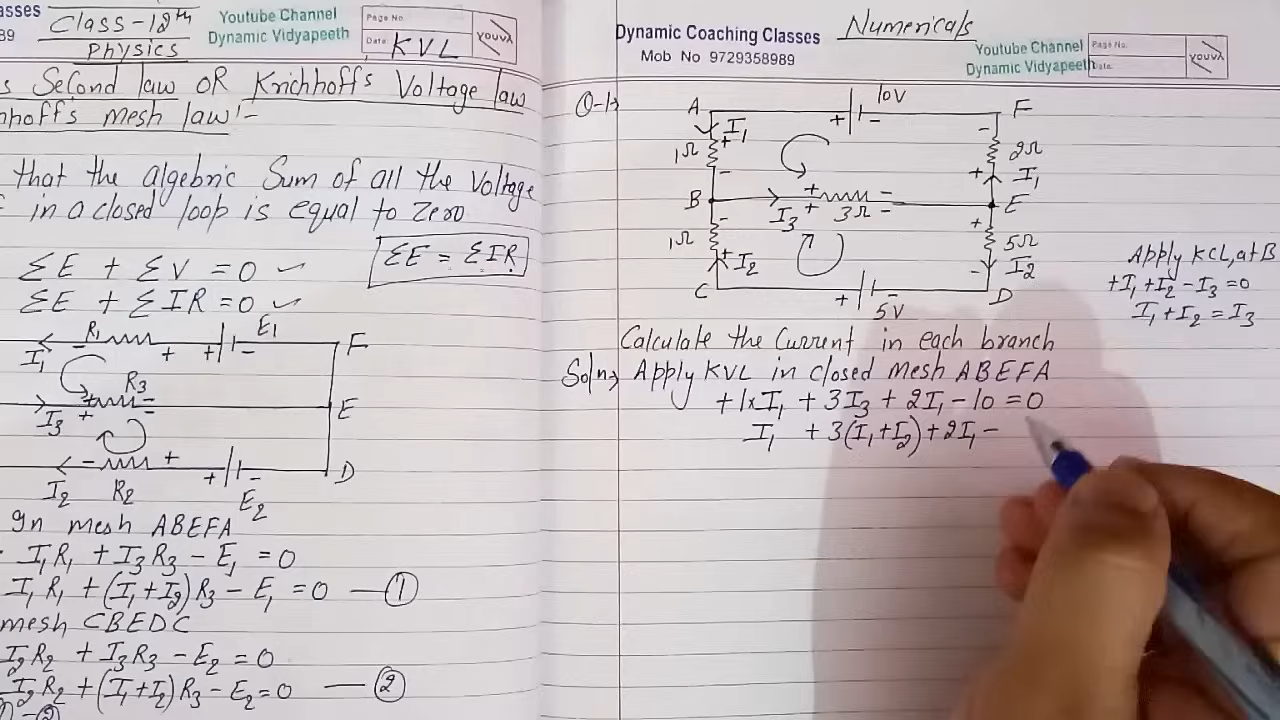 asses
89
Class-12th
Physics
Youtube Channel
Dynamic Vidyapeeth
Page No.
Date: KVL
YOUVA
s Second law OR Krichhoff's Voltage law
hhoff's mesh law:-
that the algebric Sum of all the Voltage
in a closed loop is equal to Zero
ΣE = ΣIR
ΣE + ΣV = 0
ΣE + ΣIR = 0
R1 + + E1 - F
I1
R3
+ -
I3 + E
- R2 + + - D
I2 E2
In mesh ABEFA
I1R1 + I3R3 - E1 = 0
I1R1 + (I1+I2)R3 - E1 = 0 — 1
mesh CBEDC
I2R2 + I3R3 - E2 = 0
I2R2 + (I1+I2)R3 - E2 = 0 — 2
Dynamic Coaching Classes
Mob No 9729358989
Numericals
Youtube Channel
Dynamic Vidyapeeth
Page No.
Date:
YOUVA
Q-1:
A + 10V - F
I1 + -
1Ω 2Ω
- + I1
B + - E
I3 + 3Ω -
- +
1Ω 5Ω
+ I2 - I2
C + - D
5V
Apply KCL, at B
+I1+I2-I3=0
I1+I2=I3
Calculate the Current in each branch
Soln; Apply KVL in closed mesh ABEFA
+1×I1 + 3I3 + 2I1 - 10 = 0
I1 + 3(I1+I2) + 2I1 -